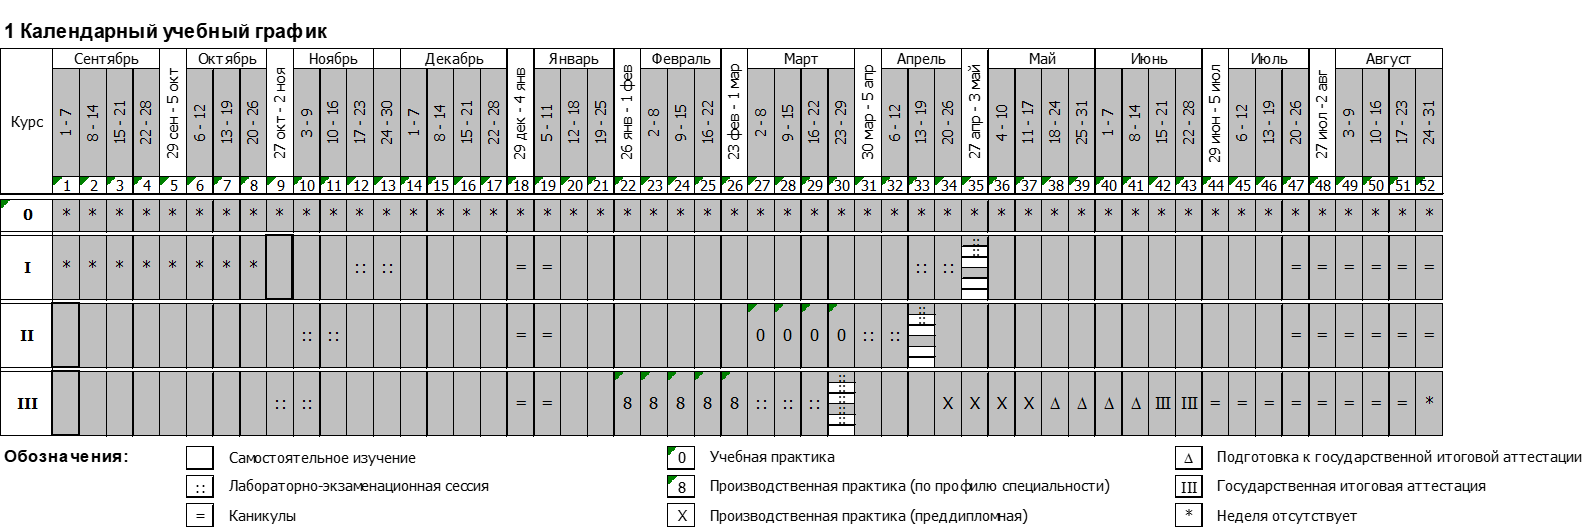 1 Календарный учебный график
Курс Сентябрь 29 сен - 5 окт Октябрь 27 окт - 2 ноя Ноябрь Декабрь 29 дек - 4 янв Январь 26 янв - 1 фев Февраль 23 фев - 1 мар Март 30 мар - 5 апр Апрель 27 апр - 3 май Май Июнь 29 июн - 5 июл Июль 27 июл -2 авг Август
1 - 7 8 - 14 15 - 21 22 - 28 6 - 12 13 - 19 20 - 26 3 - 9 10 - 16 17 - 23 24 - 30 1 - 7 8 - 14 15 - 21 22 - 28 5 - 11 12 - 18 19 - 25 2 - 8 9 - 15 16 - 22 2 - 8 9 - 15 16 - 22 23 - 29 6 - 12 13 - 19 20 - 26 4 - 10 11 - 17 18 - 24 25 - 31 1 - 7 8 - 14 15 - 21 22 - 28 6 - 12 13 - 19 20 - 26 3 - 9 10 - 16 17 - 23 24 - 31
1 2 3 4 5 6 7 8 9 10 11 12 13 14 15 16 17 18 19 20 21 22 23 24 25 26 27 28 29 30 31 32 33 34 35 36 37 38 39 40 41 42 43 44 45 46 47 48 49 50 51 52
0 * * * * * * * * * * * * * * * * * * * * * * * * * * * * * * * * * * * * * * * * * * * * * * * * * * * *
I * * * * * * * * :: :: = = :: :: :: :: = = = = = =
II :: :: = = 0 0 0 0 :: :: :: :: = = = = = =
III :: :: = = 8 8 8 8 8 :: :: :: :: :: :: :: X X X X Δ Δ Δ Δ III III = = = = = = = = *
Обозначения: Самостоятельное изучение 0 Учебная практика Δ Подготовка к государственной итоговой аттестации
:: Лабораторно-экзаменационная сессия 8 Производственная практика (по профилю специальности) III Государственная итоговая аттестация
= Каникулы X Производственная практика (преддипломная) * Неделя отсутствует